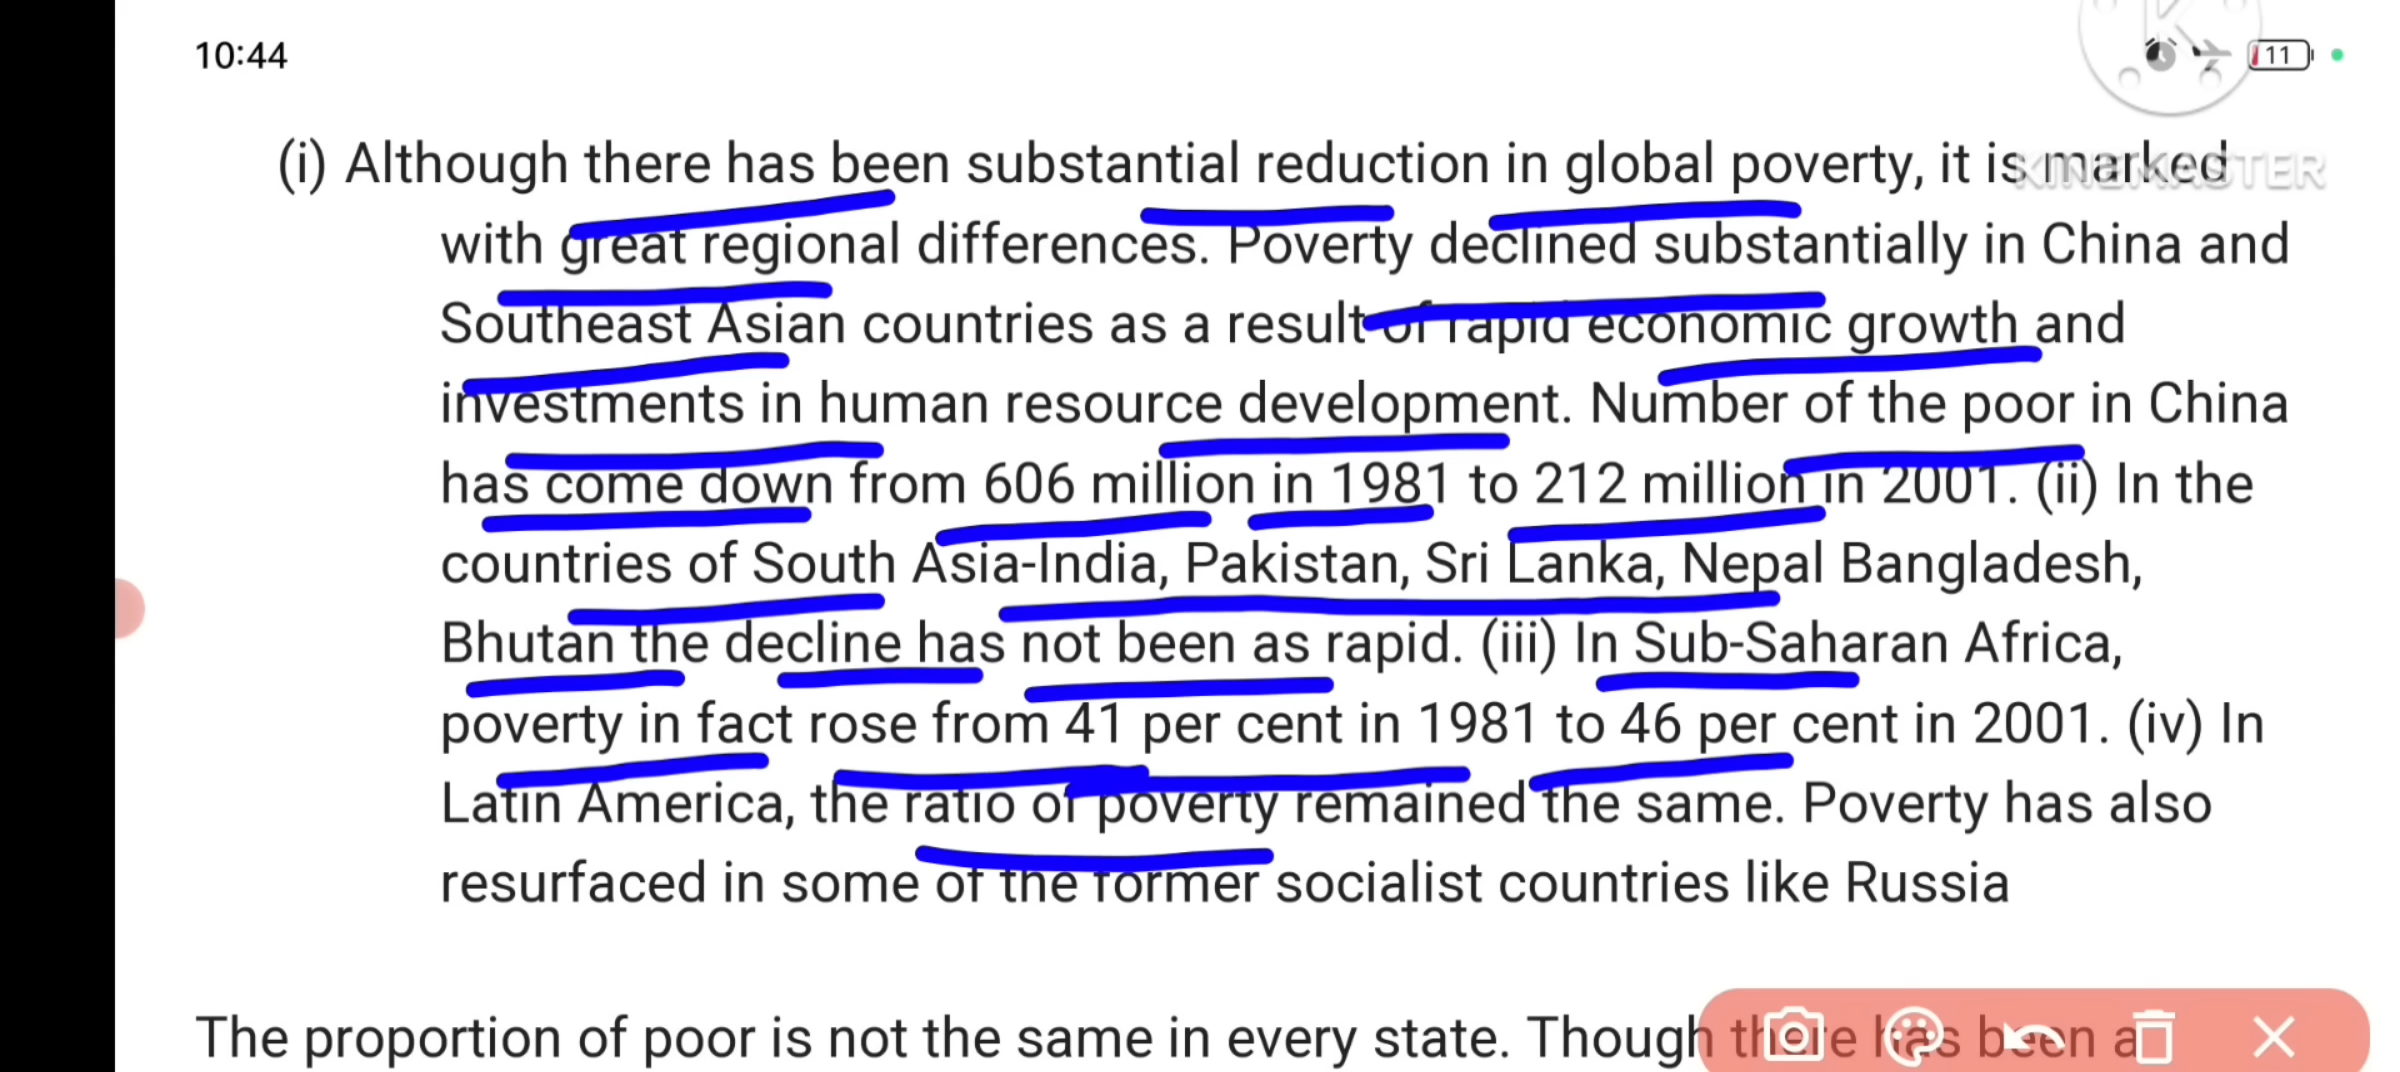 10:44
11
KINEMASTER
(i) Although there has been substantial reduction in global poverty, it is marked
with great regional differences. Poverty declined substantially in China and
Southeast Asian countries as a result of rapid economic growth and
investments in human resource development. Number of the poor in China
has come down from 606 million in 1981 to 212 million in 2001. (ii) In the
countries of South Asia-India, Pakistan, Sri Lanka, Nepal Bangladesh,
Bhutan the decline has not been as rapid. (iii) In Sub-Saharan Africa,
poverty in fact rose from 41 per cent in 1981 to 46 per cent in 2001. (iv) In
Latin America, the ratio of poverty remained the same. Poverty has also
resurfaced in some of the former socialist countries like Russia
The proportion of poor is not the same in every state. Though there has been a